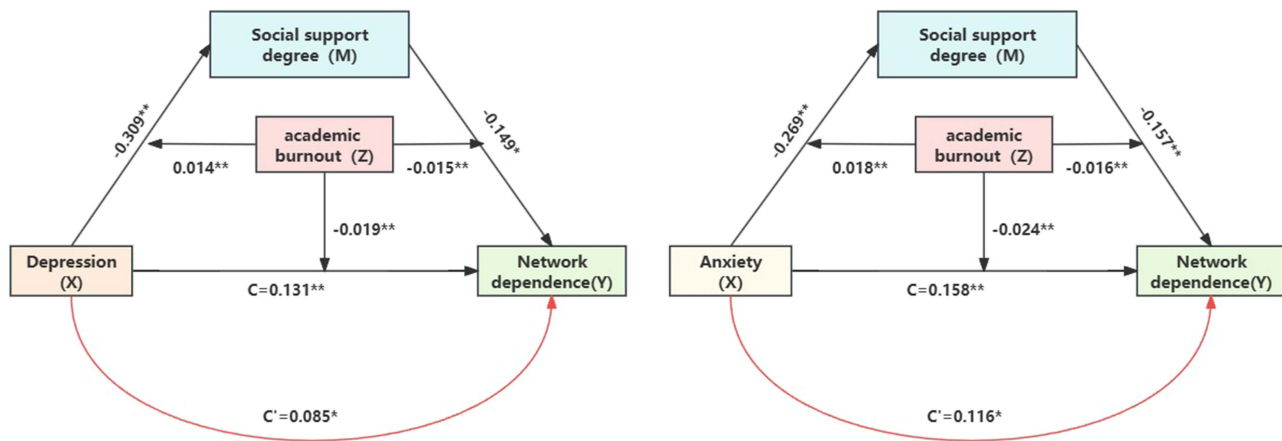 Social support
degree (M)
-0.309**
-0.149*
academic
burnout (Z)
0.014**
-0.015**
-0.019**
Depression
(X)
Network
dependence(Y)
C=0.131**
C'=0.085*
Social support
degree (M)
-0.269**
-0.157**
academic
burnout (Z)
0.018**
-0.016**
-0.024**
Anxiety
(X)
Network
dependence(Y)
C=0.158**
C'=0.116*